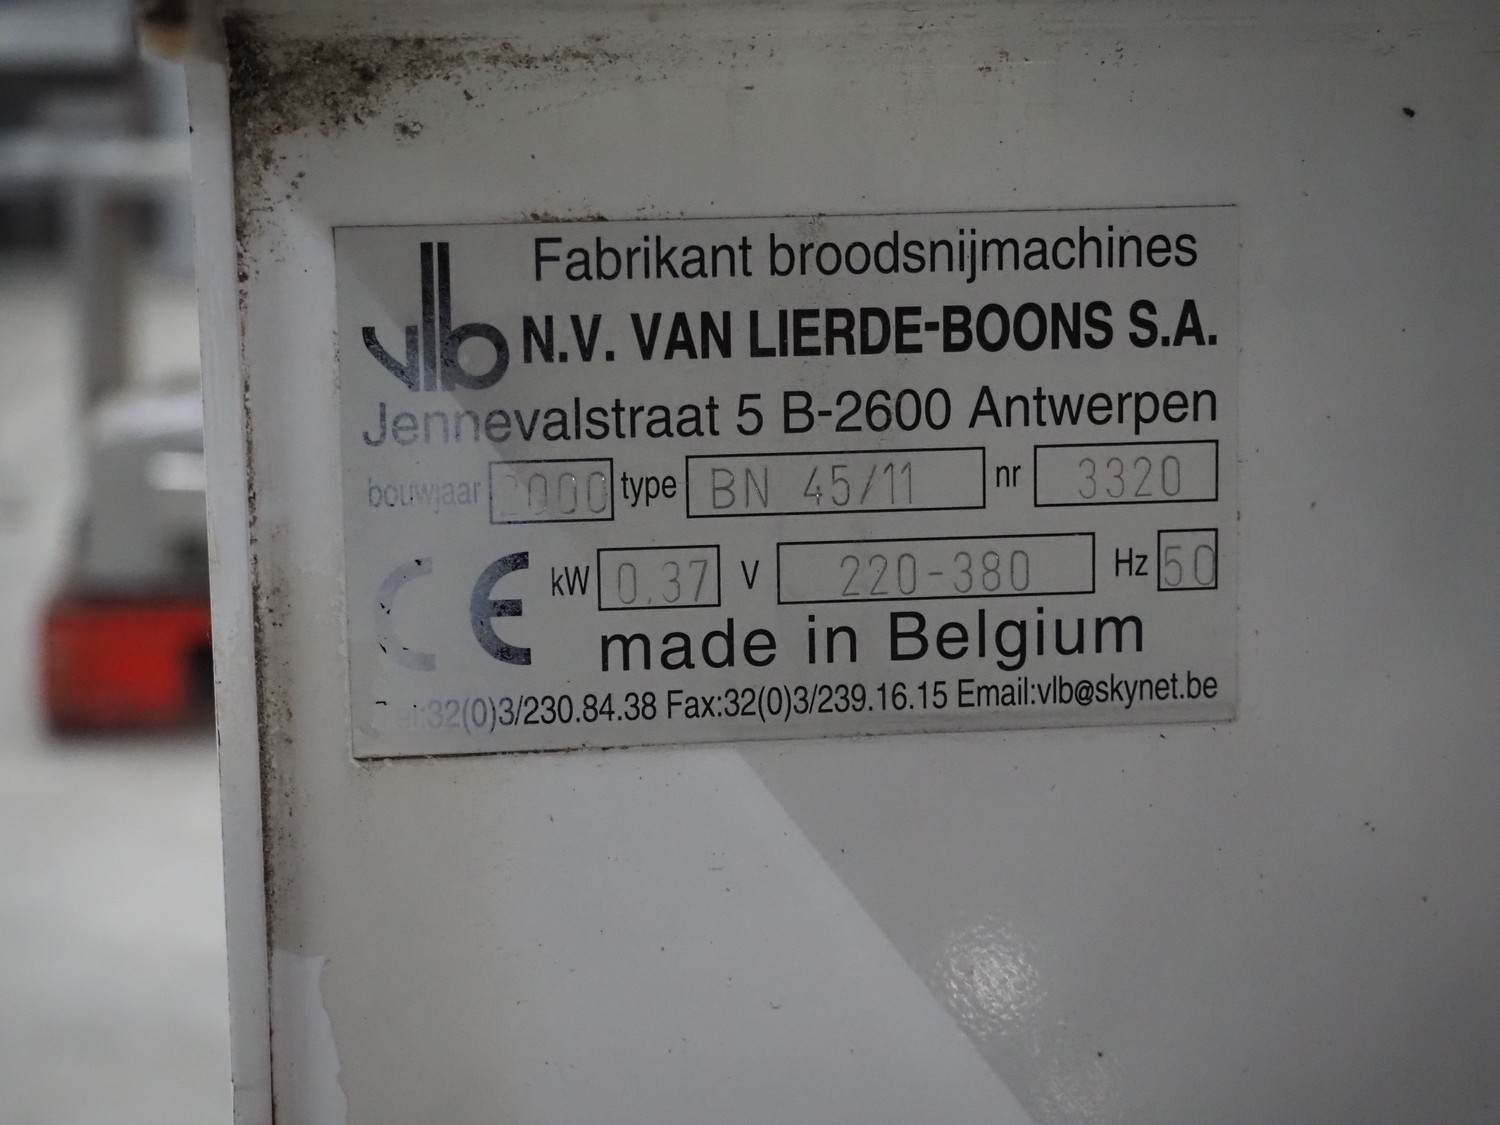 vlb
Fabrikant broodsnijmachines
N.V. VAN LIERDE-BOONS S.A.
Jennevalstraat 5 B-2600 Antwerpen
bouwjaar 2000 type BN 45/11 nr 3320
CE kW 0.37 V 220-380 Hz 50
made in Belgium
Tel:32(0)3/230.84.38 Fax:32(0)3/239.16.15 Email:vlb@skynet.be